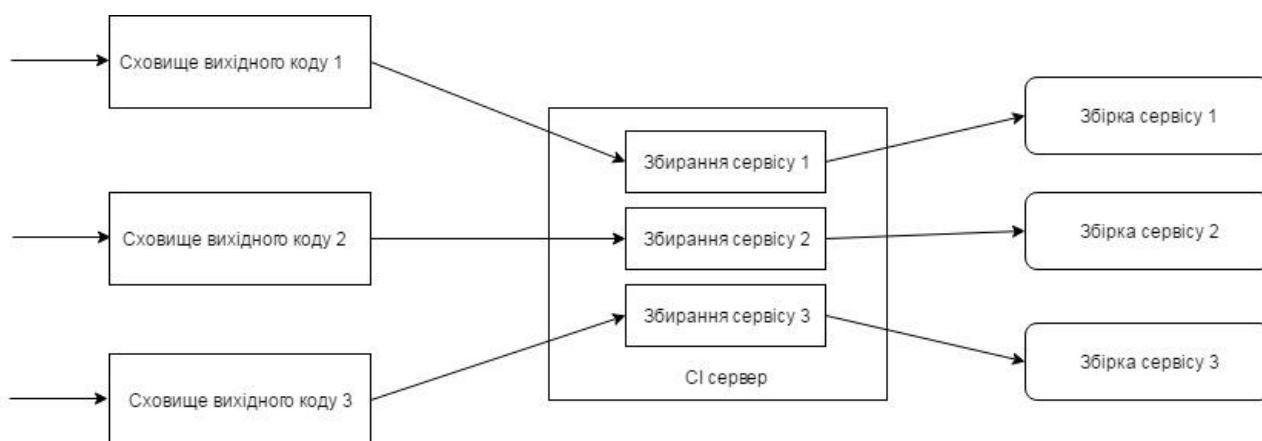 Сховище вихідного коду 1
Сховище вихідного коду 2
Сховище вихідного коду 3
Збирання сервісу 1
Збирання сервісу 2
Збирання сервісу 3
CI сервер
Збірка сервісу 1
Збірка сервісу 2
Збірка сервісу 3